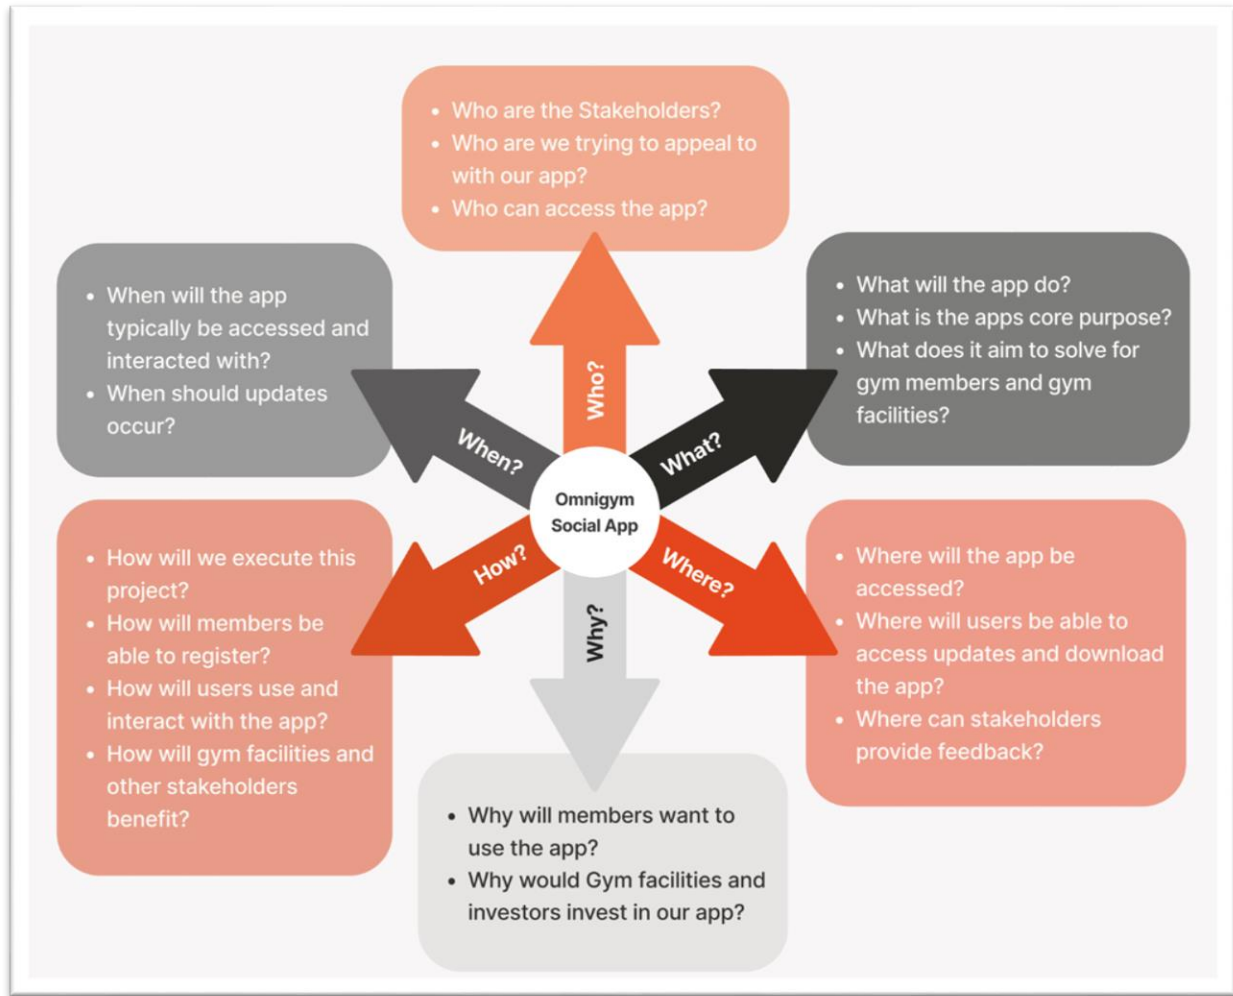 • Who are the Stakeholders?
• Who are we trying to appeal to
with our app?
• Who can access the app?
• When will the app
typically be accessed and
interacted with?
• When should updates
occur?
• What will the app do?
• What is the apps core purpose?
• What does it aim to solve for
gym members and gym
facilities?
Who?
When?
What?
Omnigym
Social App
How?
Where?
Why?
• How will we execute this
project?
• How will members be
able to register?
• How will users use and
interact with the app?
• How will gym facilities and
other stakeholders
benefit?
• Where will the app be
accessed?
• Where will users be able to
access updates and download
the app?
• Where can stakeholders
provide feedback?
• Why will members want to
use the app?
• Why would Gym facilities and
investors invest in our app?